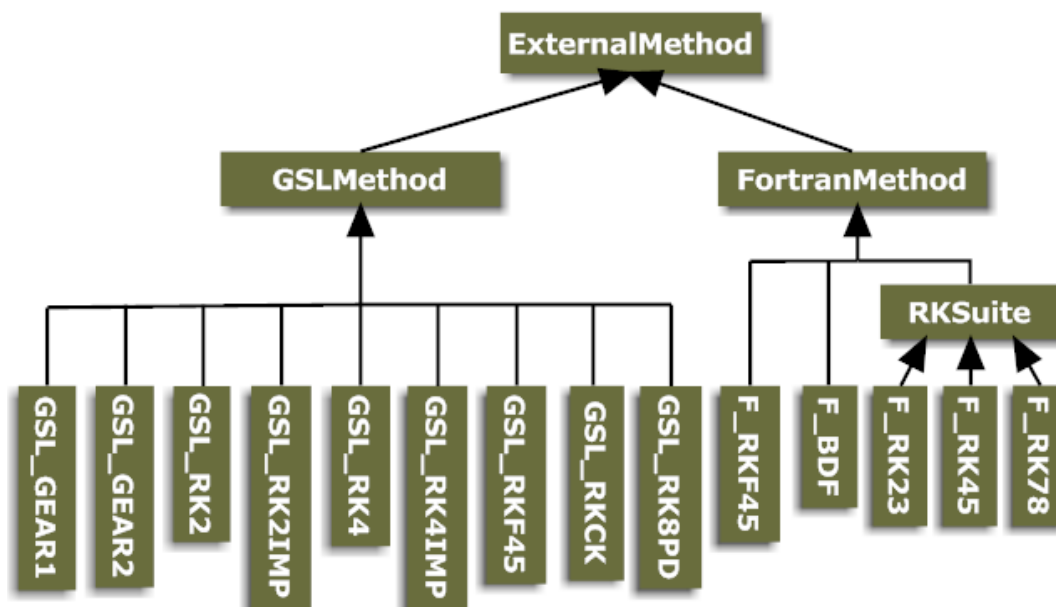 ExternalMethod
GSLMethod
FortranMethod
RKSuite
GSL_GEAR1
GSL_GEAR2
GSL_RK2
GSL_RK2IMP
GSL_RK4
GSL_RK4IMP
GSL_RKF45
GSL_RKCK
GSL_RK8PD
F_RKF45
F_BDF
F_RK23
F_RK45
F_RK78